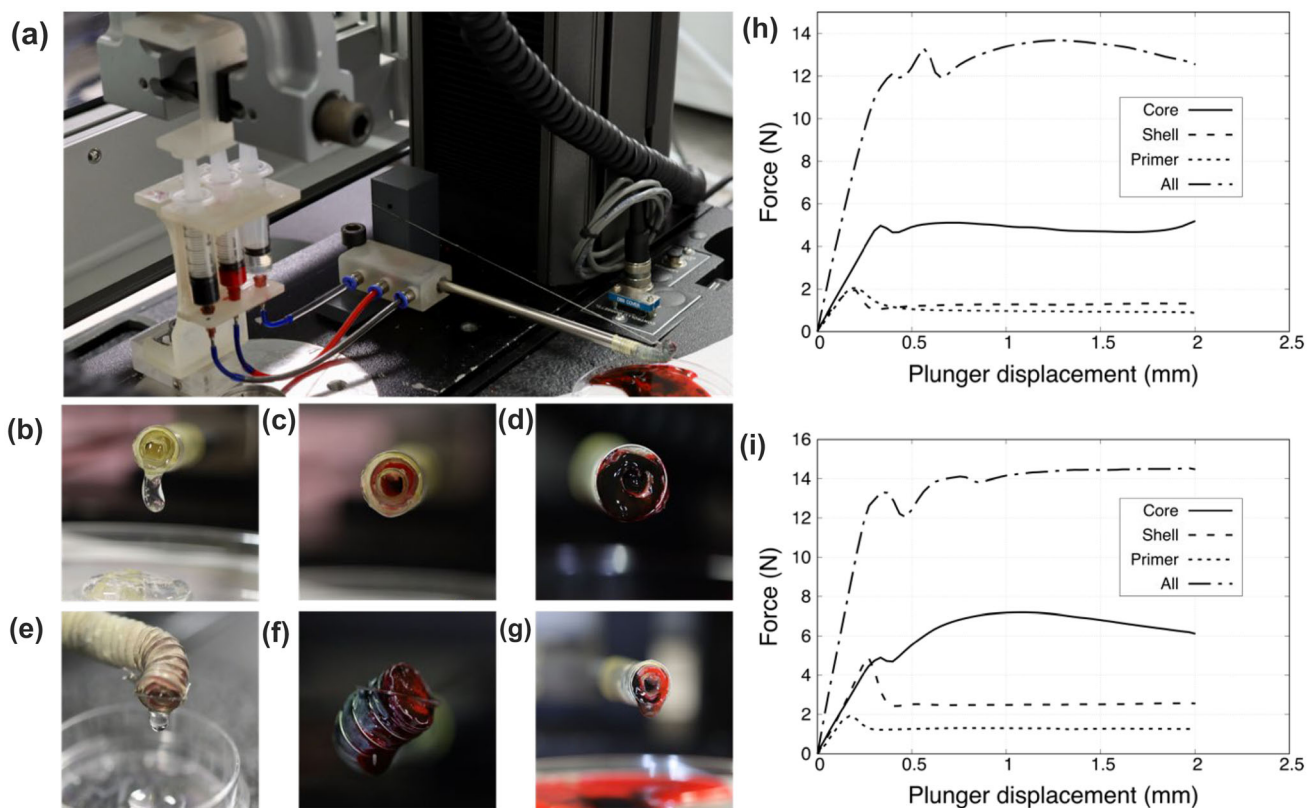 (a)
(b)
(c)
(d)
(e)
(f)
(g)
(h)
14
12
10
8
6
4
2
0
Force (N)
Core
Shell
Primer
All
0
0.5
1
1.5
2
2.5
Plunger displacement (mm)
(i)
16
14
12
10
8
6
4
2
0
Force (N)
Core
Shell
Primer
All
0
0.5
1
1.5
2
2.5
Plunger displacement (mm)